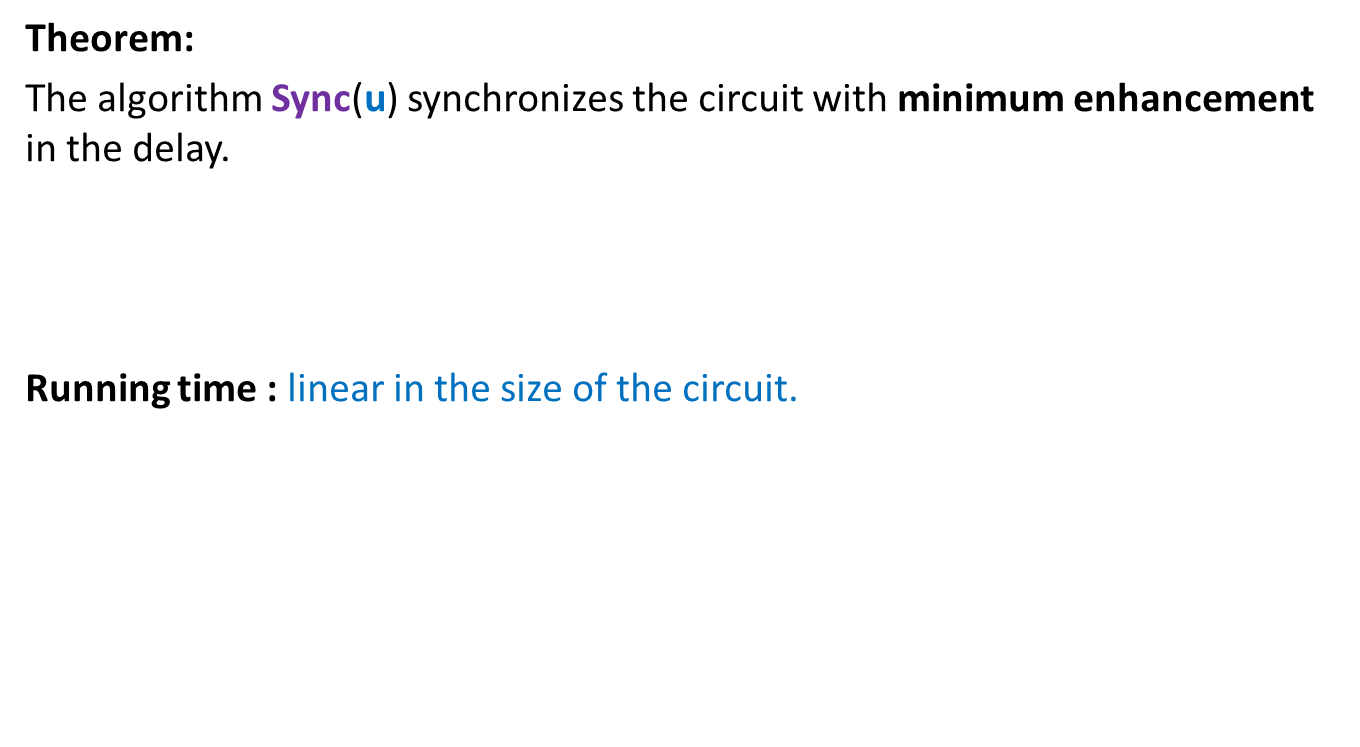 Theorem:
The algorithm Sync(u) synchronizes the circuit with minimum enhancement
in the delay.
Running time : linear in the size of the circuit.